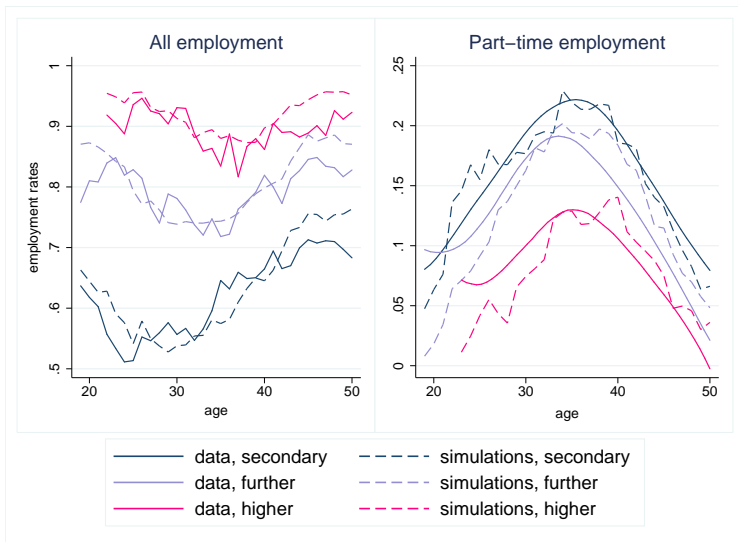 All employment
Part−time employment
employment rates
1
.9
.8
.7
.6
.5
20
30
40
50
age
.25
.2
.15
.1
.05
0
20
30
40
50
age
data, secondary
simulations, secondary
data, further
simulations, further
data, higher
simulations, higher